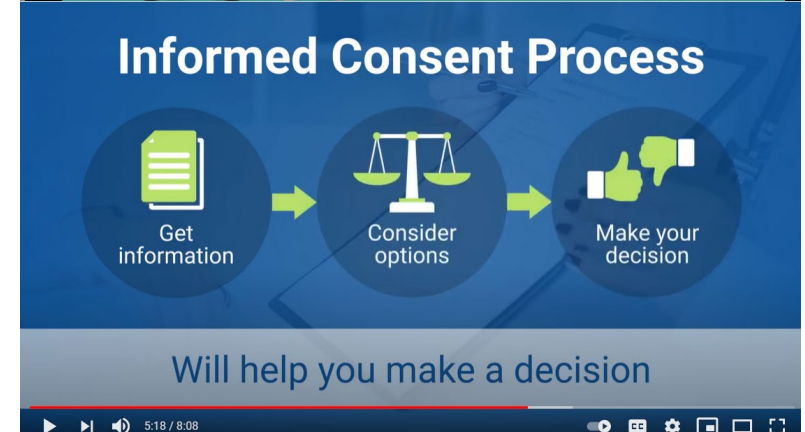 Informed Consent Process
Get
information
Consider
options
Make your
decision
Will help you make a decision
5:18 / 8:08
CC